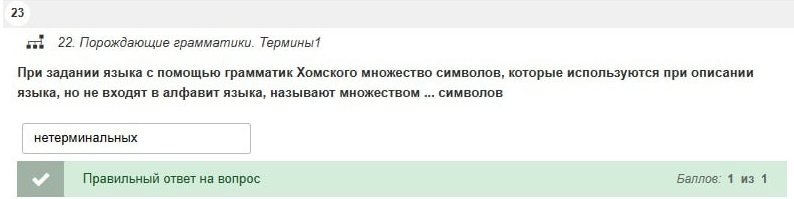 23
22. Порождающие грамматики. Термины1
При задании языка с помощью грамматик Хомского множество символов, которые используются при описании
языка, но не входят в алфавит языка, называют множеством ... символов
нетерминальных
Правильный ответ на вопрос Баллов: 1 из 1